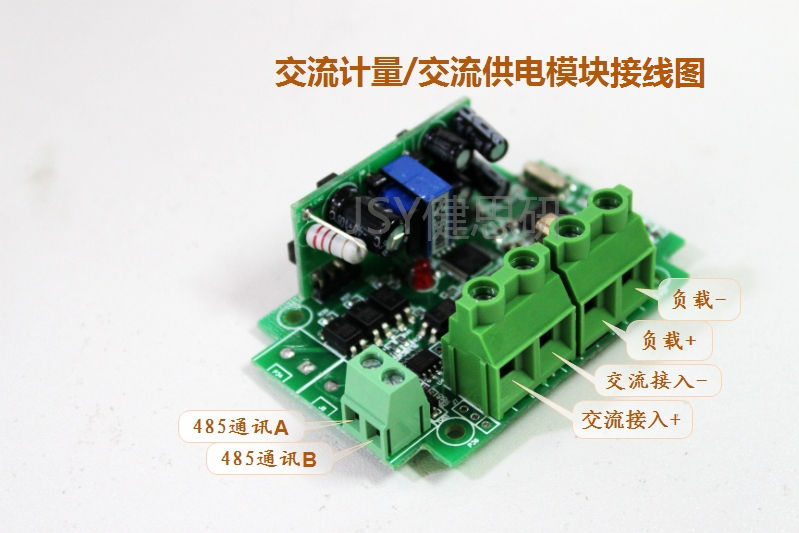 交流计量/交流供电模块接线图
JSY健思研
负载-
负载+
交流接入-
交流接入+
485通讯A
485通讯B